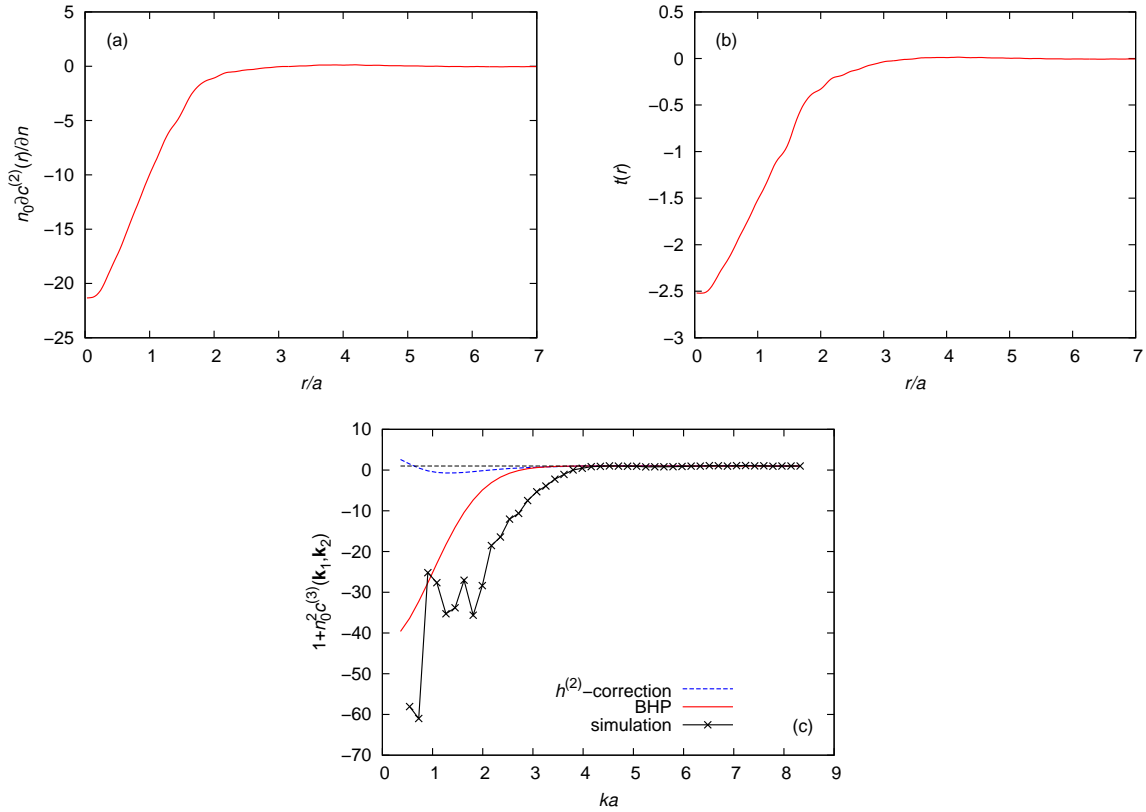 (a)
5
0
−5
−10
−15
−20
−25
0 1 2 3 4 5 6 7
n₀∂c⁽²⁾(r)/∂n
r/a
(b)
0.5
0
−0.5
−1
−1.5
−2
−2.5
−3
0 1 2 3 4 5 6 7
t(r)
r/a
10
0
−10
−20
−30
−40
−50
−60
−70
0 1 2 3 4 5 6 7 8 9
1+n₀²c⁽³⁾(k₁,k₂)
ka
h⁽²⁾−correction
BHP
simulation
(c)